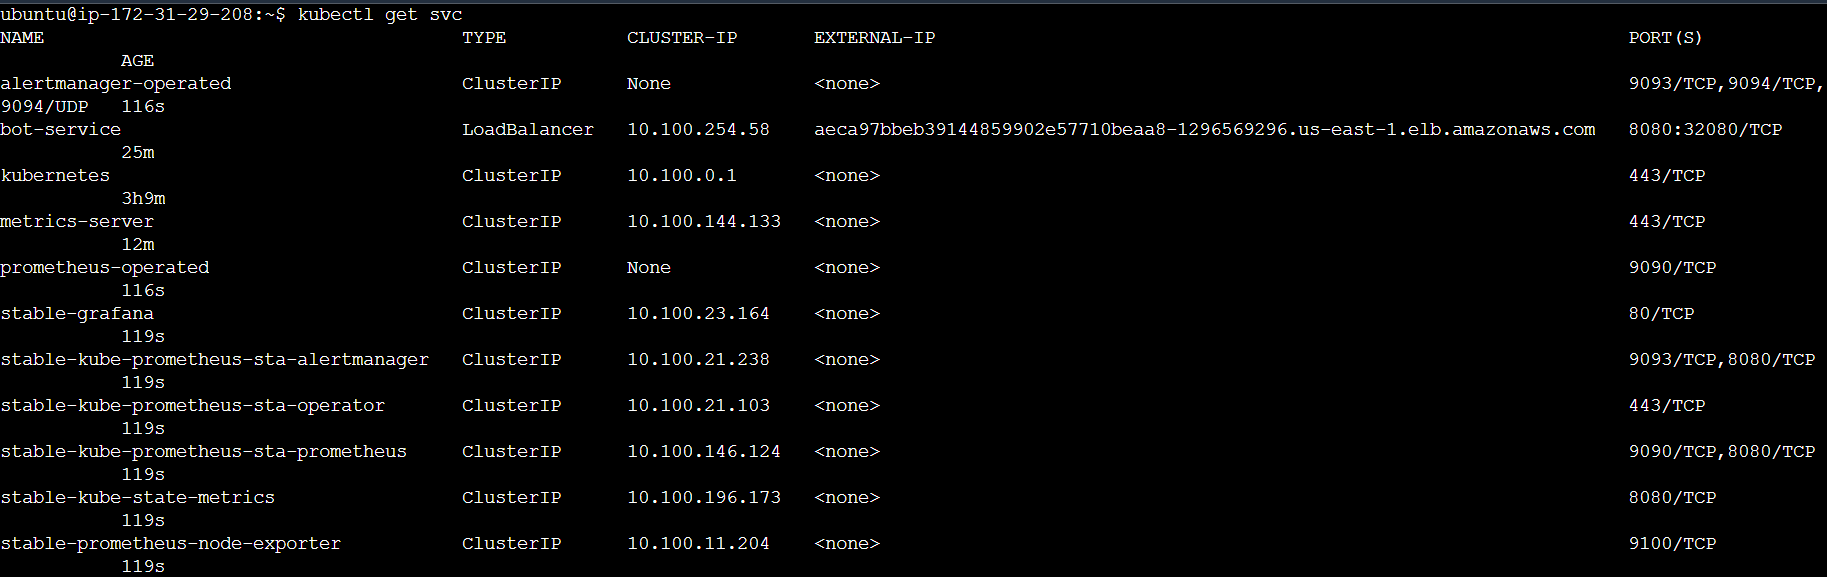 ubuntu@ip-172-31-29-208:~$ kubectl get svc
NAME TYPE CLUSTER-IP EXTERNAL-IP PORT(S)
AGE
alertmanager-operated ClusterIP None <none> 9093/TCP,9094/TCP,
9094/UDP 116s
bot-service LoadBalancer 10.100.254.58 aeca97bbeb39144859902e57710beaa8-1296569296.us-east-1.elb.amazonaws.com 8080:32080/TCP
25m
kubernetes ClusterIP 10.100.0.1 <none> 443/TCP
3h9m
metrics-server ClusterIP 10.100.144.133 <none> 443/TCP
12m
prometheus-operated ClusterIP None <none> 9090/TCP
116s
stable-grafana ClusterIP 10.100.23.164 <none> 80/TCP
119s
stable-kube-prometheus-sta-alertmanager ClusterIP 10.100.21.238 <none> 9093/TCP,8080/TCP
119s
stable-kube-prometheus-sta-operator ClusterIP 10.100.21.103 <none> 443/TCP
119s
stable-kube-prometheus-sta-prometheus ClusterIP 10.100.146.124 <none> 9090/TCP,8080/TCP
119s
stable-kube-state-metrics ClusterIP 10.100.196.173 <none> 8080/TCP
119s
stable-prometheus-node-exporter ClusterIP 10.100.11.204 <none> 9100/TCP
119s